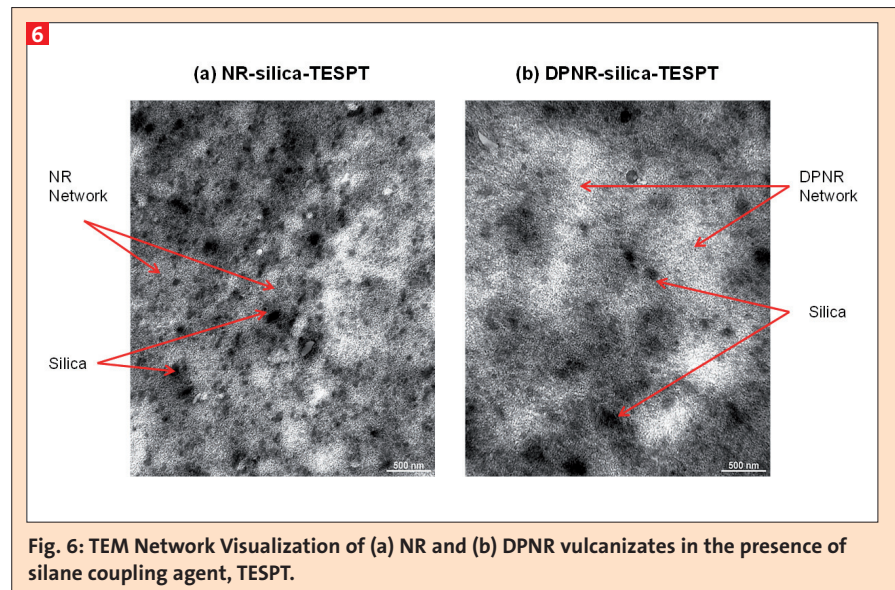 6
(a) NR-silica-TESPT
(b) DPNR-silica-TESPT
NR
Network
Silica
DPNR
Network
Silica
500 nm
500 nm
Fig. 6: TEM Network Visualization of (a) NR and (b) DPNR vulcanizates in the presence of
silane coupling agent, TESPT.